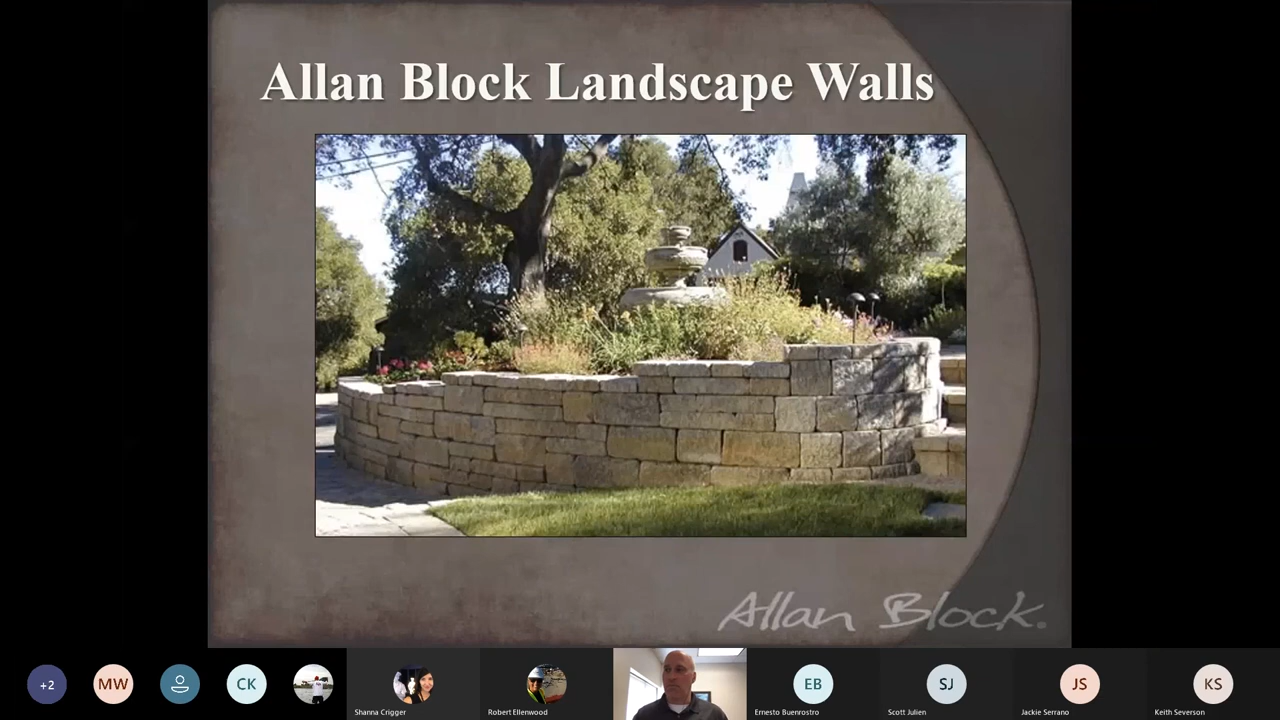 Allan Block Landscape Walls
Allan Block.
+2
MW
CK
EB
SJ
JS
KS
Shanna Crigger
Robert Ellenwood
Ernesto Buenrostro
Scott Julien
Jackie Serrano
Keith Severson